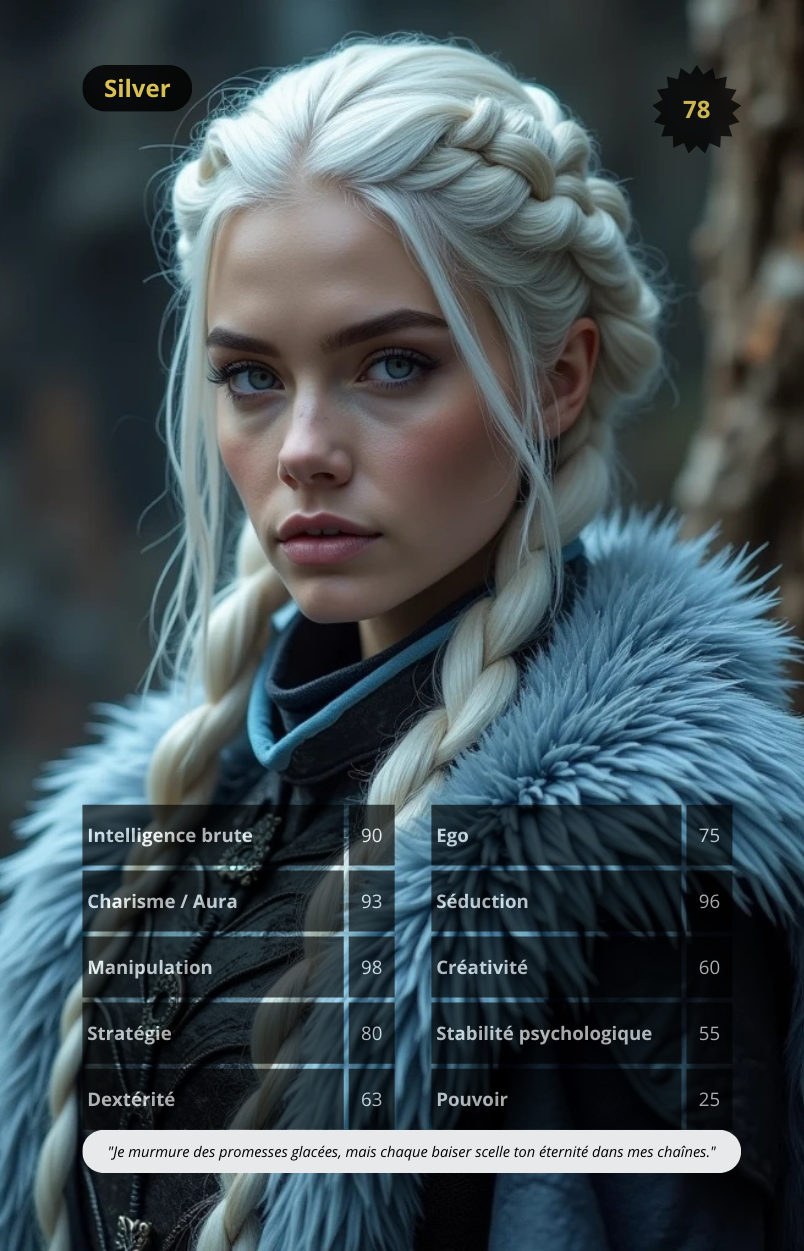 Silver
78
Intelligence brute 90
Charisme / Aura 93
Manipulation 98
Stratégie 80
Dextérité 63
Ego 75
Séduction 96
Créativité 60
Stabilité psychologique 55
Pouvoir 25
"Je murmure des promesses glacées, mais chaque baiser scelle ton éternité dans mes chaînes."